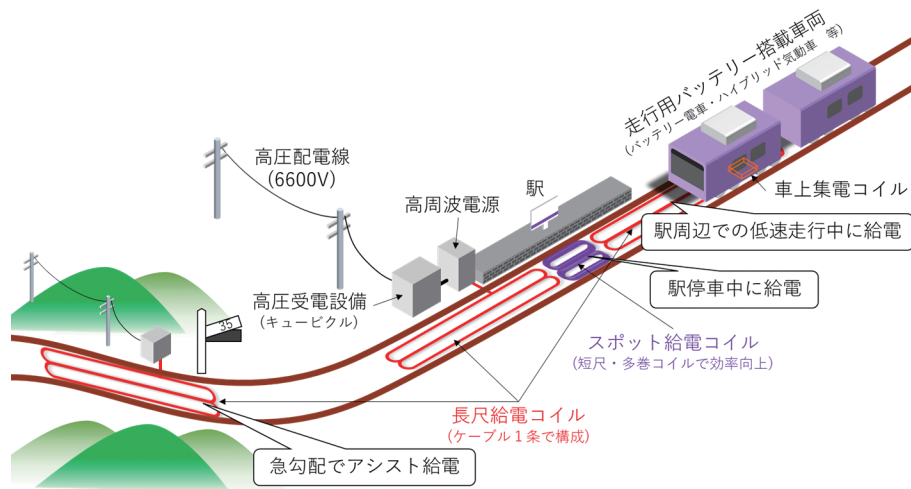 走行用バッテリー搭載車両
(バッテリー電車・ハイブリッド気動車 等)
高圧配電線
(6600V)
駅
高周波電源
車上集電コイル
駅周辺での低速走行中に給電
高圧受電設備
(キュービクル)
駅停車中に給電
35
スポット給電コイル
(短尺・多巻コイルで効率向上)
長尺給電コイル
(ケーブル1条で構成)
急勾配でアシスト給電